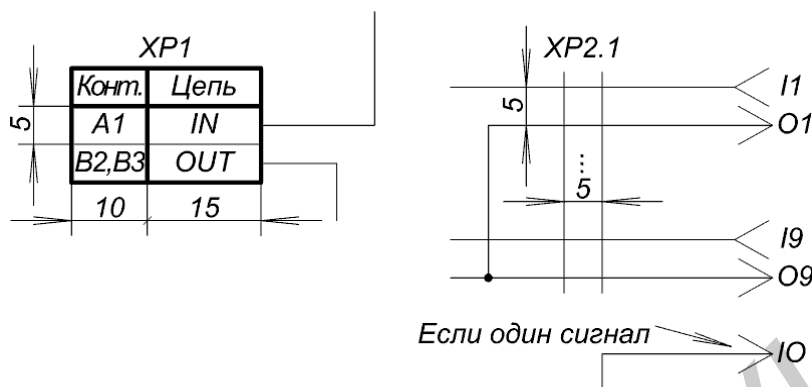 XP1
Конт. Цепь
5
A1 IN
B2,B3 OUT
10 15
XP2.1
I1
5
O1
...
5
I9
O9
Если один сигнал
IO